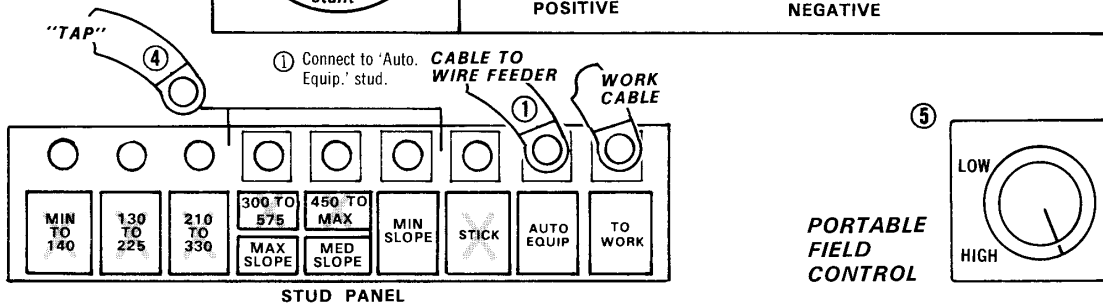 stunt
POSITIVE NEGATIVE
"TAP"
④
① Connect to 'Auto.
Equip.' stud.
CABLE TO
WIRE FEEDER
①
WORK
CABLE
⑤
MIN
TO
140
130
TO
225
210
TO
330
300 TO
575
MAX
SLOPE
450 TO
MAX
MED
SLOPE
MIN
SLOPE
STICK
AUTO
EQUIP
TO
WORK
STUD PANEL
PORTABLE
FIELD
CONTROL
LOW
HIGH